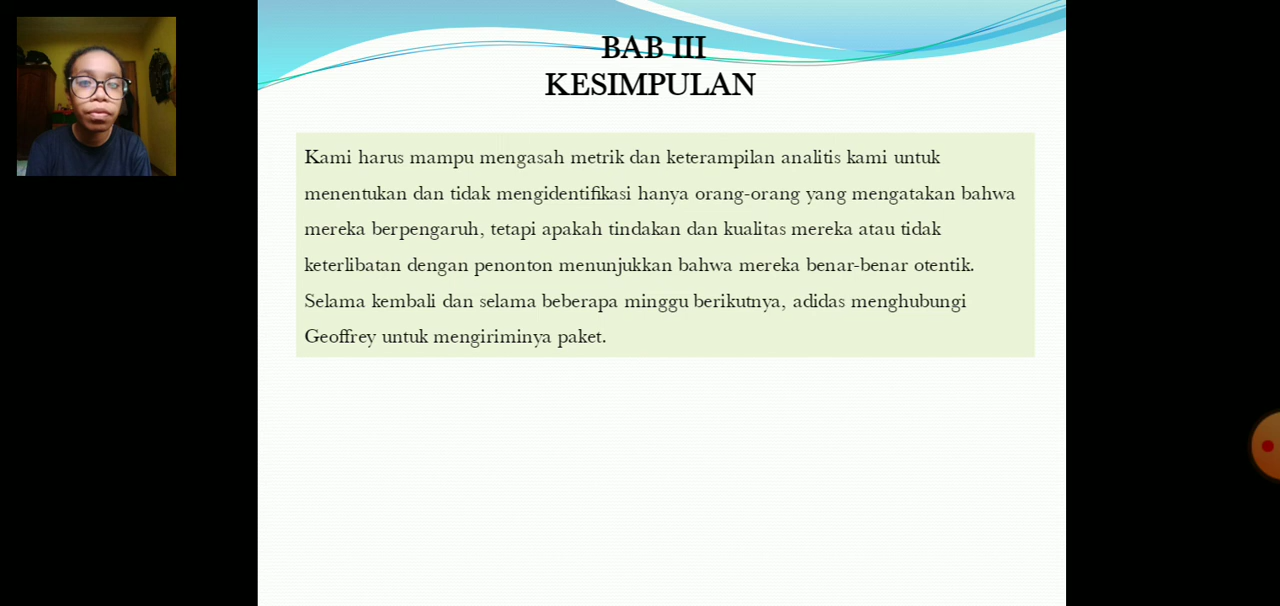 BAB III
KESIMPULAN
Kami harus mampu mengasah metrik dan keterampilan analitis kami untuk
menentukan dan tidak mengidentifikasi hanya orang-orang yang mengatakan bahwa
mereka berpengaruh, tetapi apakah tindakan dan kualitas mereka atau tidak
keterlibatan dengan penonton menunjukkan bahwa mereka benar-benar otentik.
Selama kembali dan selama beberapa minggu berikutnya, adidas menghubungi
Geoffrey untuk mengiriminya paket.